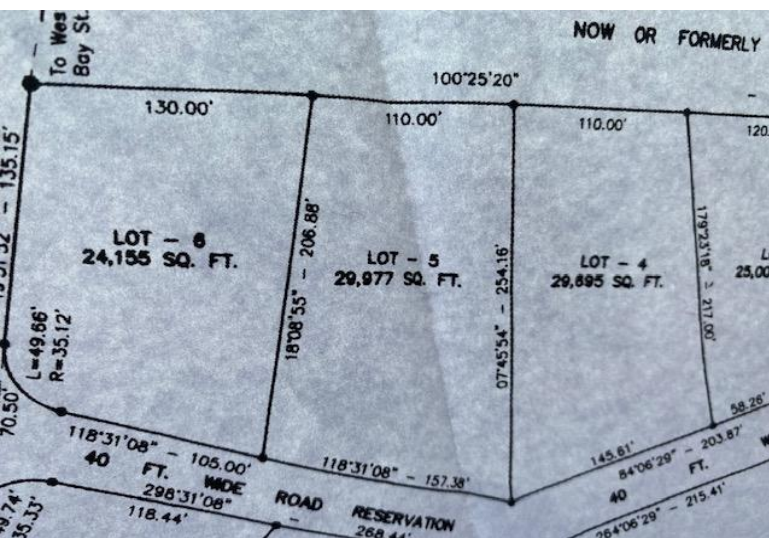 To Wes
Bay St.
NOW OR FORMERLY
100°25'20"
130.00'
110.00'
110.00'
120.
135.15'
LOT - 6
24,155 SQ. FT.
18°08'55" - 206.88'
LOT - 5
29,977 SQ. FT.
07°45'54" - 254.16'
LOT - 4
29,695 SQ. FT.
179°23'18" - 217.00'
25,00
L=49.66'
R=35.12'
70.50'
118°31'08" - 105.00'
118°31'08" - 157.38'
145.61'
58.26'
84°06'29" - 203.87'
40 FT. WIDE ROAD RESERVATION
40 FT. W
298°31'08"
118.44'
268.44'
264°06'29" - 215.41'
35.33'